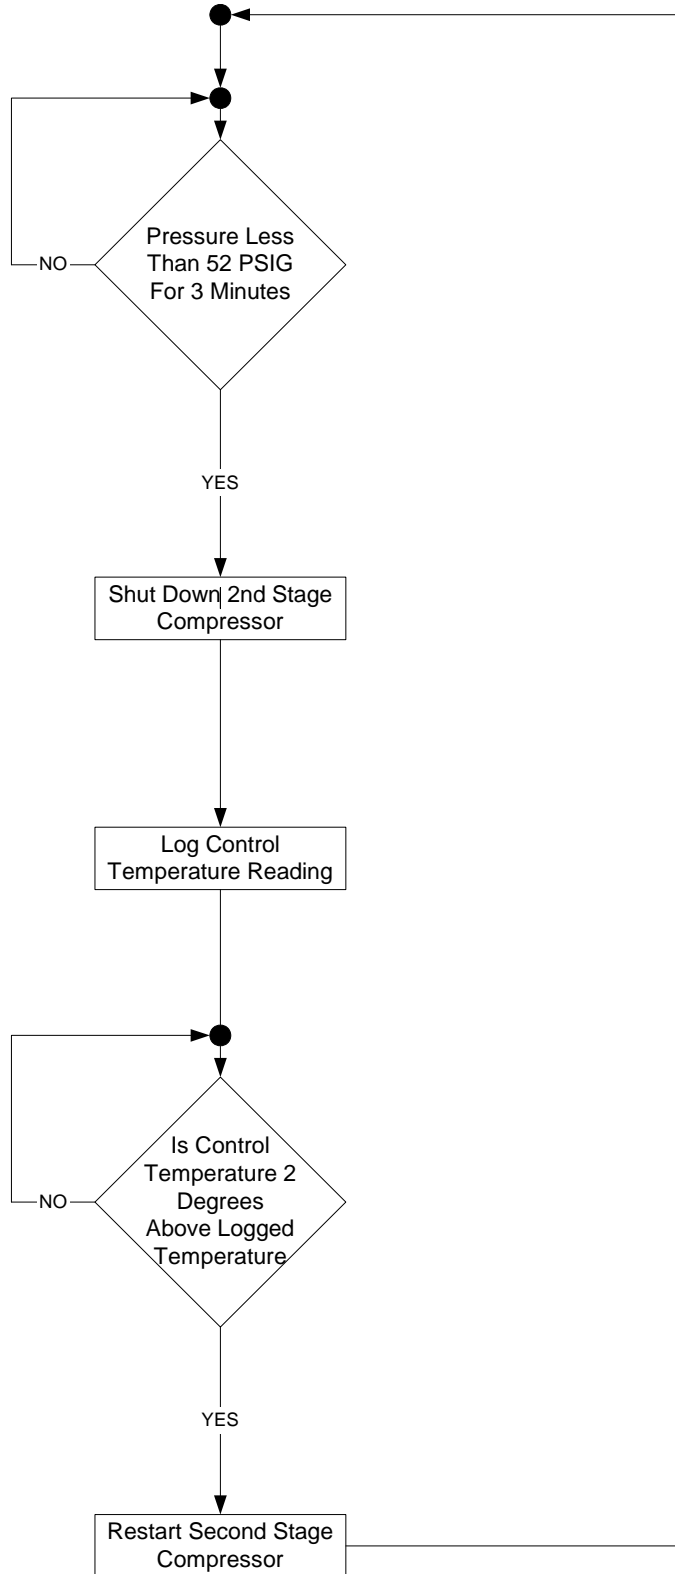 Pressure Less
Than 52 PSIG
For 3 Minutes
NO
YES
Shut Down 2nd Stage
Compressor
Log Control
Temperature Reading
Is Control
Temperature 2
Degrees
Above Logged
Temperature
NO
YES
Restart Second Stage
Compressor